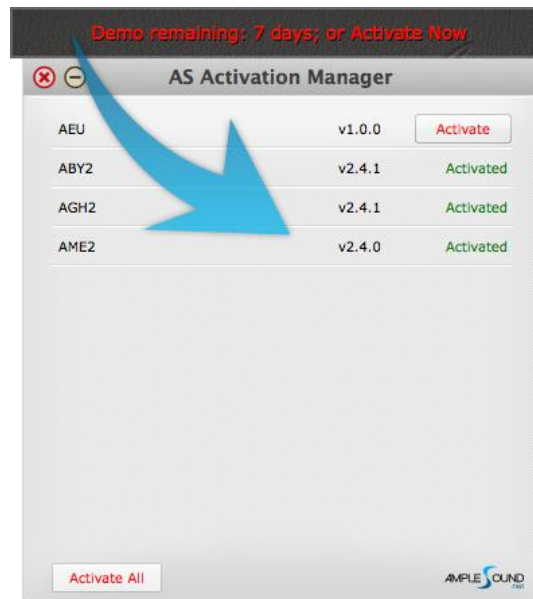 Demo remaining: 7 days; or Activate Now
AS Activation Manager
AEU v1.0.0 Activate
ABY2 v2.4.1 Activated
AGH2 v2.4.1 Activated
AME2 v2.4.0 Activated
Activate All
AMPLE SOUND
.net